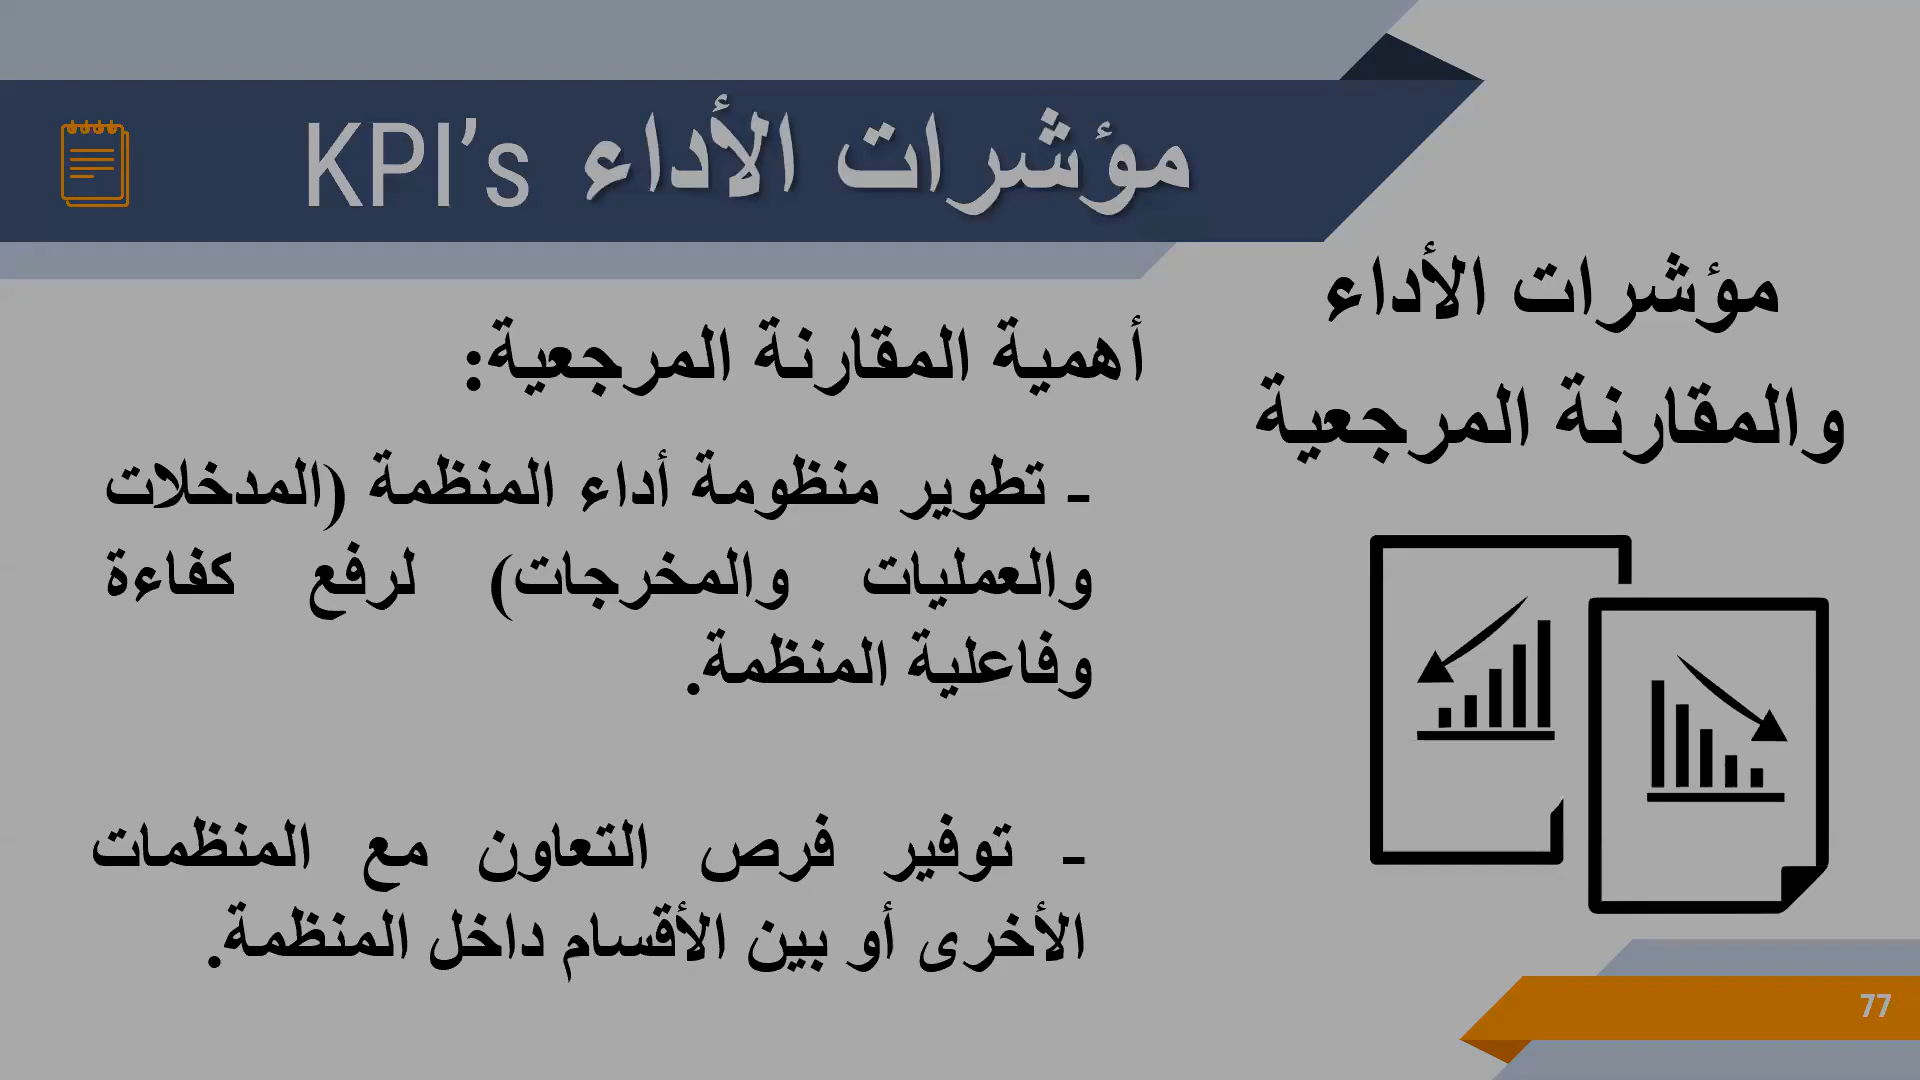 مؤشرات الأداء KPI’s
مؤشرات الأداء
والمقارنة المرجعية
أهمية المقارنة المرجعية:
- تطوير منظومة أداء المنظمة (المدخلات
والعمليات والمخرجات) لرفع كفاءة
وفاعلية المنظمة.
- توفير فرص التعاون مع المنظمات
الأخرى أو بين الأقسام داخل المنظمة.
77